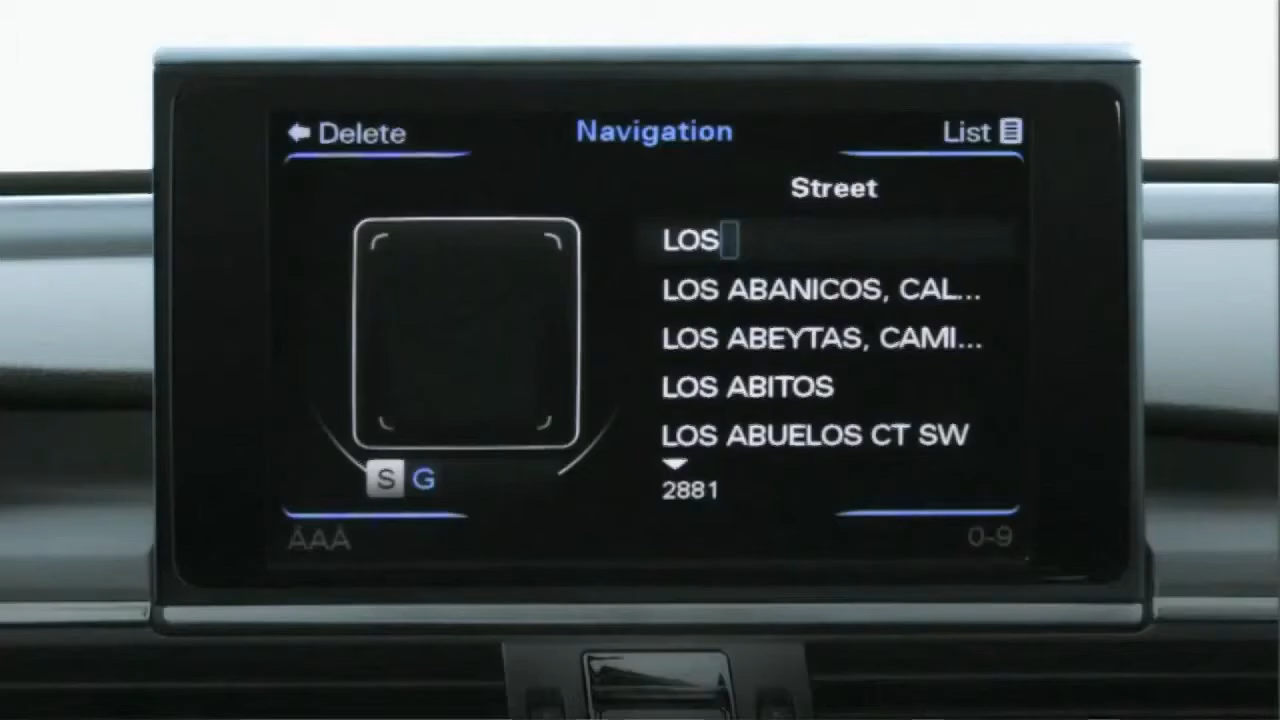 Delete
Navigation
List
Street
LOS
LOS ABANICOS, CAL...
LOS ABEYTAS, CAMI...
LOS ABITOS
LOS ABUELOS CT SW
2881
S G
ÄAÅ
0-9